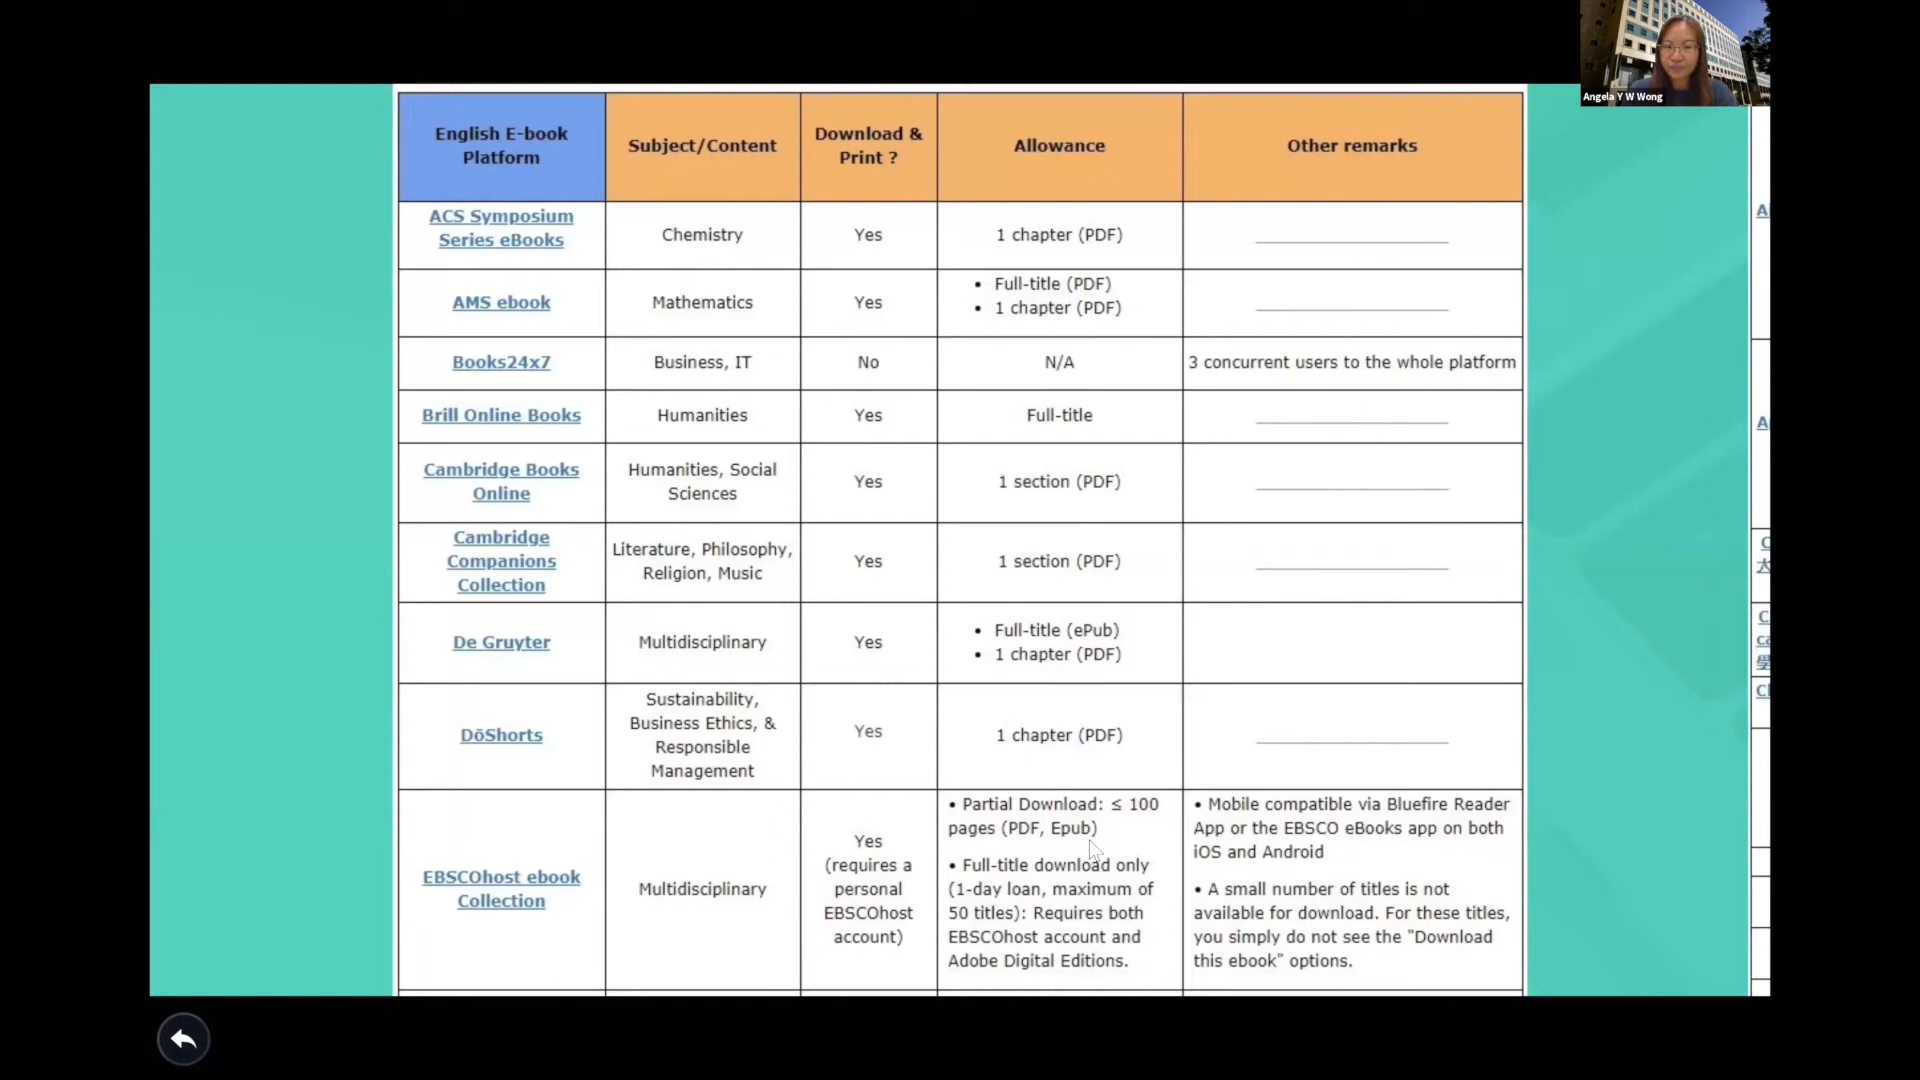 Angela Y W Wong
English E-book
Platform
Subject/Content
Download &
Print ?
Allowance
Other remarks
ACS Symposium
Series eBooks
Chemistry
Yes
1 chapter (PDF)
AMS ebook
Mathematics
Yes
• Full-title (PDF)
• 1 chapter (PDF)
Books24x7
Business, IT
No
N/A
3 concurrent users to the whole platform
Brill Online Books
Humanities
Yes
Full-title
Cambridge Books
Online
Humanities, Social
Sciences
Yes
1 section (PDF)
Cambridge
Companions
Collection
Literature, Philosophy,
Religion, Music
Yes
1 section (PDF)
De Gruyter
Multidisciplinary
Yes
• Full-title (ePub)
• 1 chapter (PDF)
DōShorts
Sustainability,
Business Ethics, &
Responsible
Management
Yes
1 chapter (PDF)
EBSCOhost ebook
Collection
Multidisciplinary
Yes
(requires a
personal
EBSCOhost
account)
• Partial Download: ≤ 100
pages (PDF, Epub)
• Full-title download only
(1-day loan, maximum of
50 titles): Requires both
EBSCOhost account and
Adobe Digital Editions.
• Mobile compatible via Bluefire Reader
App or the EBSCO eBooks app on both
iOS and Android
• A small number of titles is not
available for download. For these titles,
you simply do not see the "Download
this ebook" options.